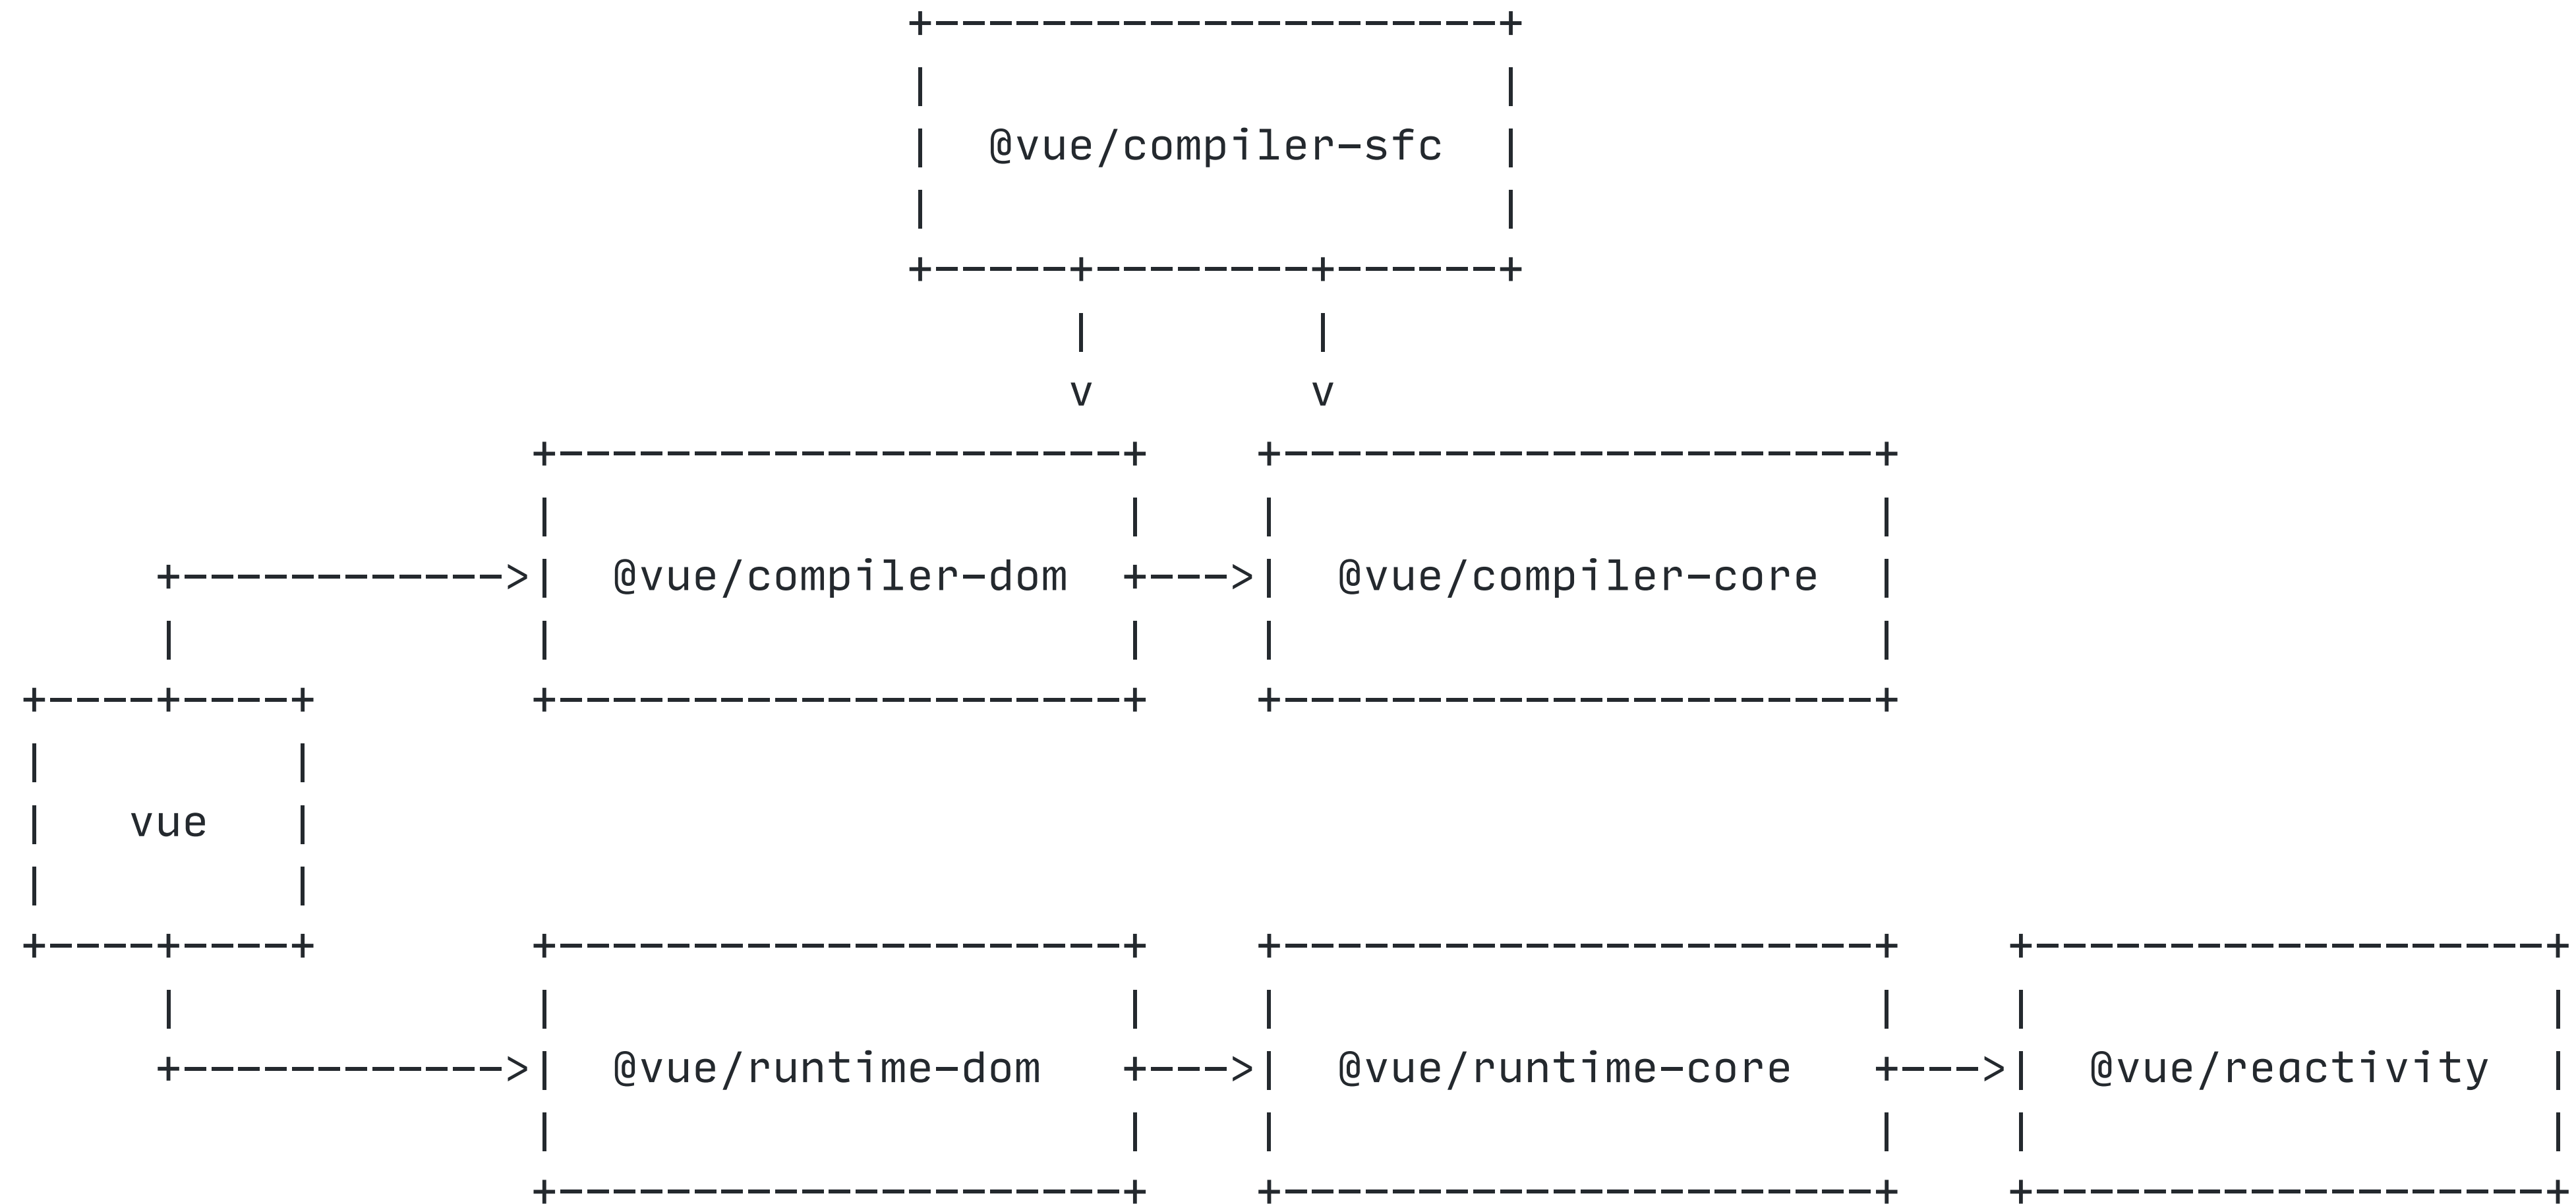 +---------------------+
                                 |                     |
                                 |  @vue/compiler-sfc  |
                                 |                     |
                                 +-----+--------+------+
                                       |        |
                                       v        v
                   +---------------------+    +----------------------+
                   |                     |    |                      |
     +------------>|  @vue/compiler-dom  +--->|  @vue/compiler-core  |
     |             |                     |    |                      |
+----+----+        +---------------------+    +----------------------+
|         |
|   vue   |
|         |
+----+----+        +---------------------+    +----------------------+    +-------------------+
     |             |                     |    |                      |    |                   |
     +------------>|  @vue/runtime-dom   +--->|  @vue/runtime-core   +--->|  @vue/reactivity  |
                   |                     |    |                      |    |                   |
                   +---------------------+    +----------------------+    +-------------------+